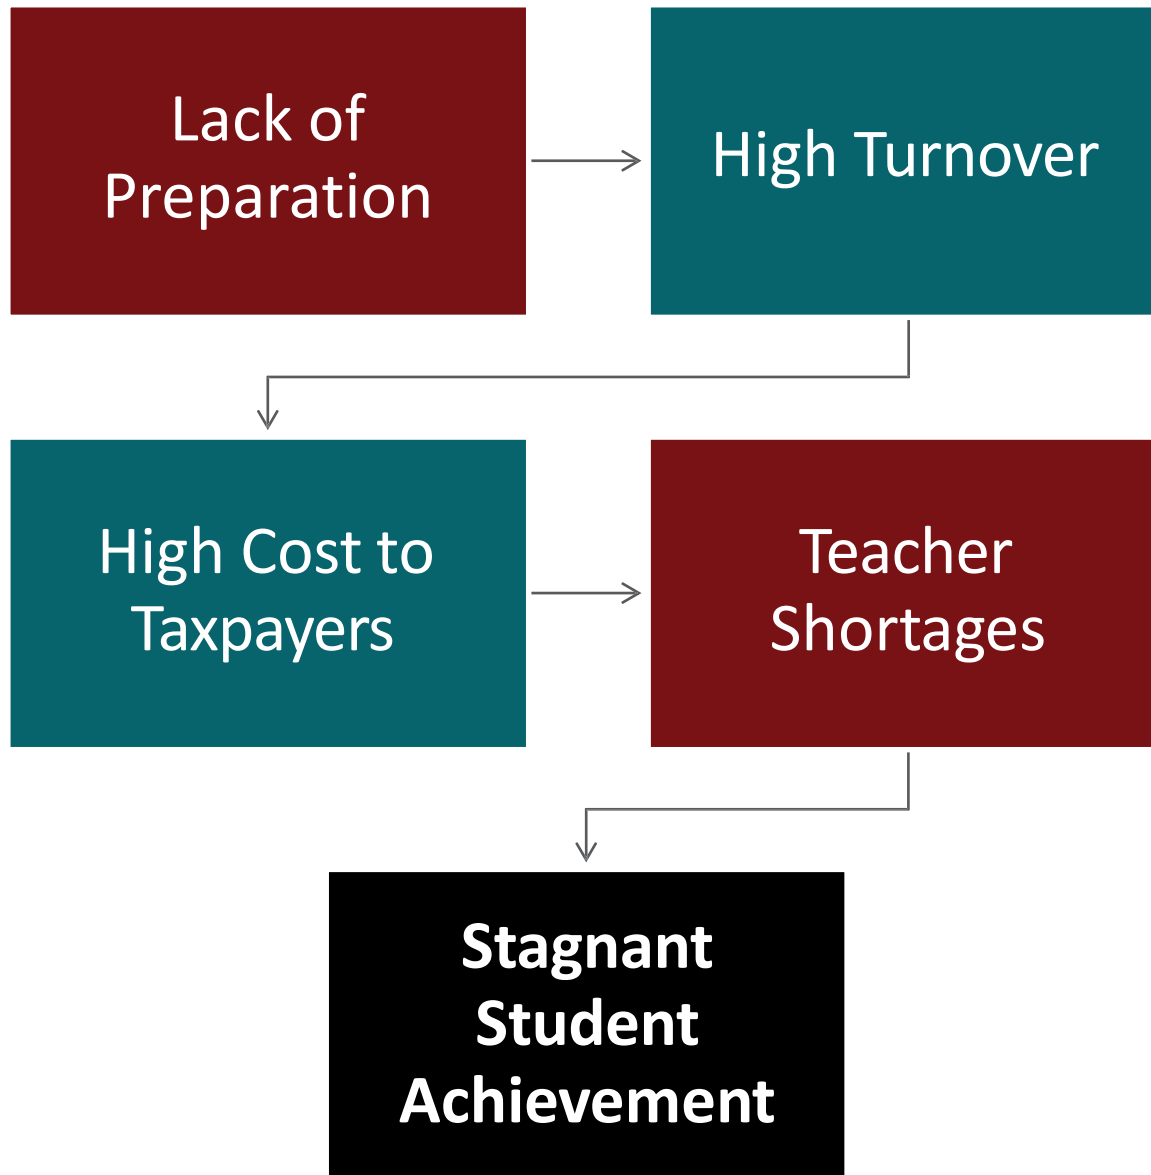 Lack of
Preparation
High Turnover
High Cost to
Taxpayers
Teacher
Shortages
Stagnant
Student
Achievement